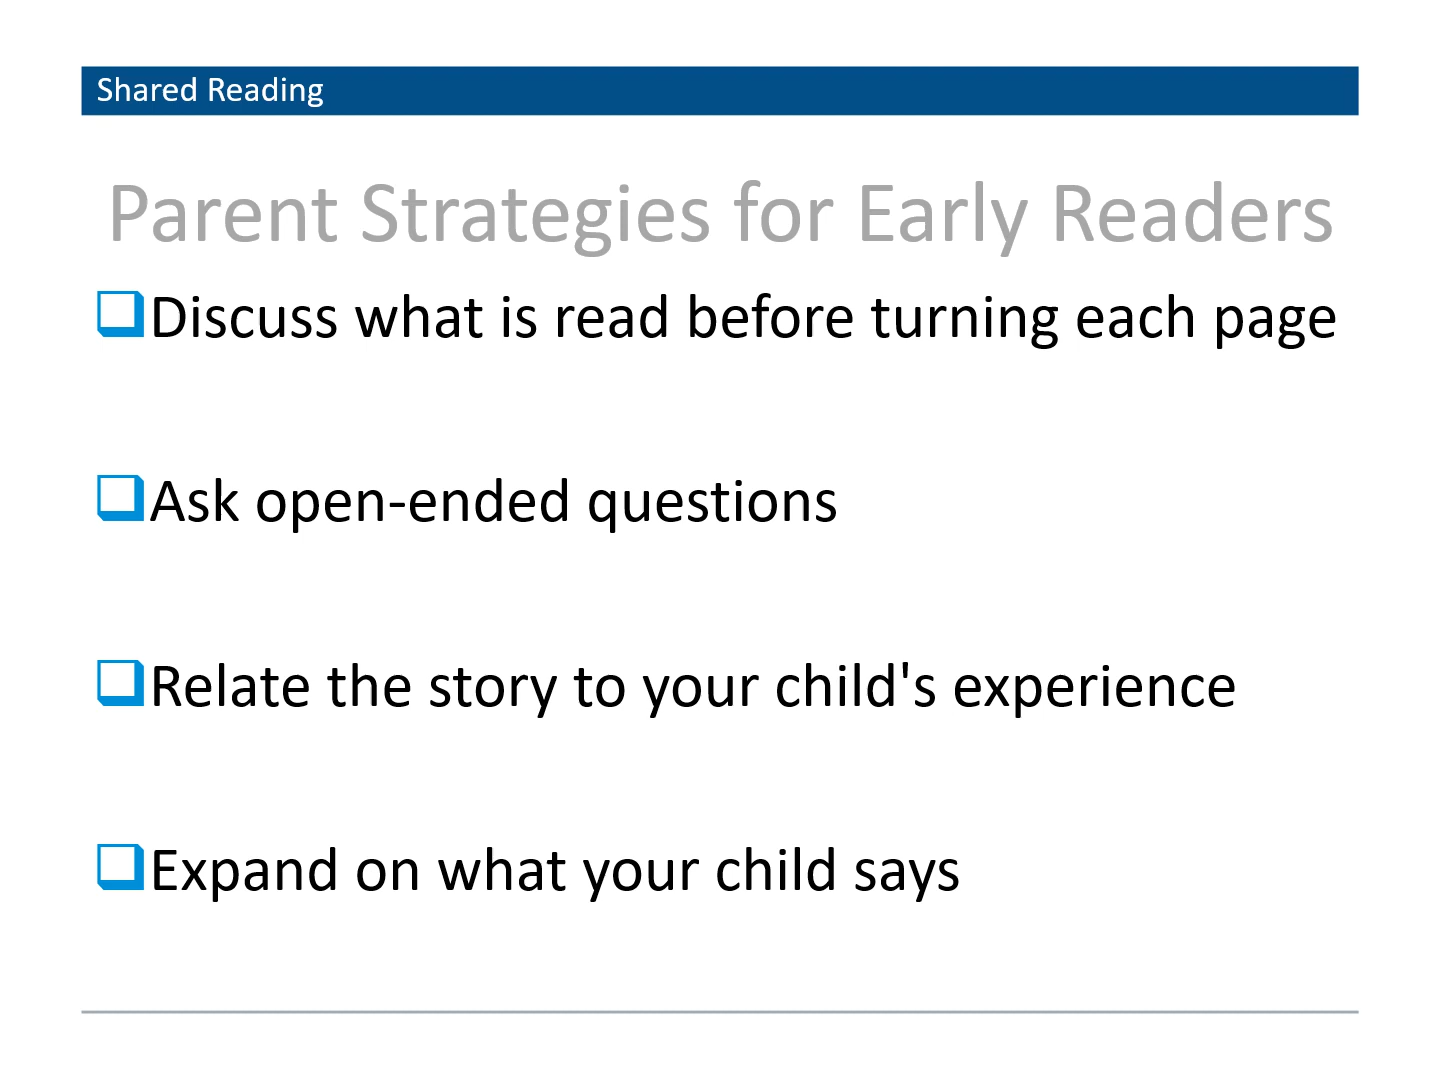 Shared Reading
Parent Strategies for Early Readers
Discuss what is read before turning each page
Ask open-ended questions
Relate the story to your child's experience
Expand on what your child says